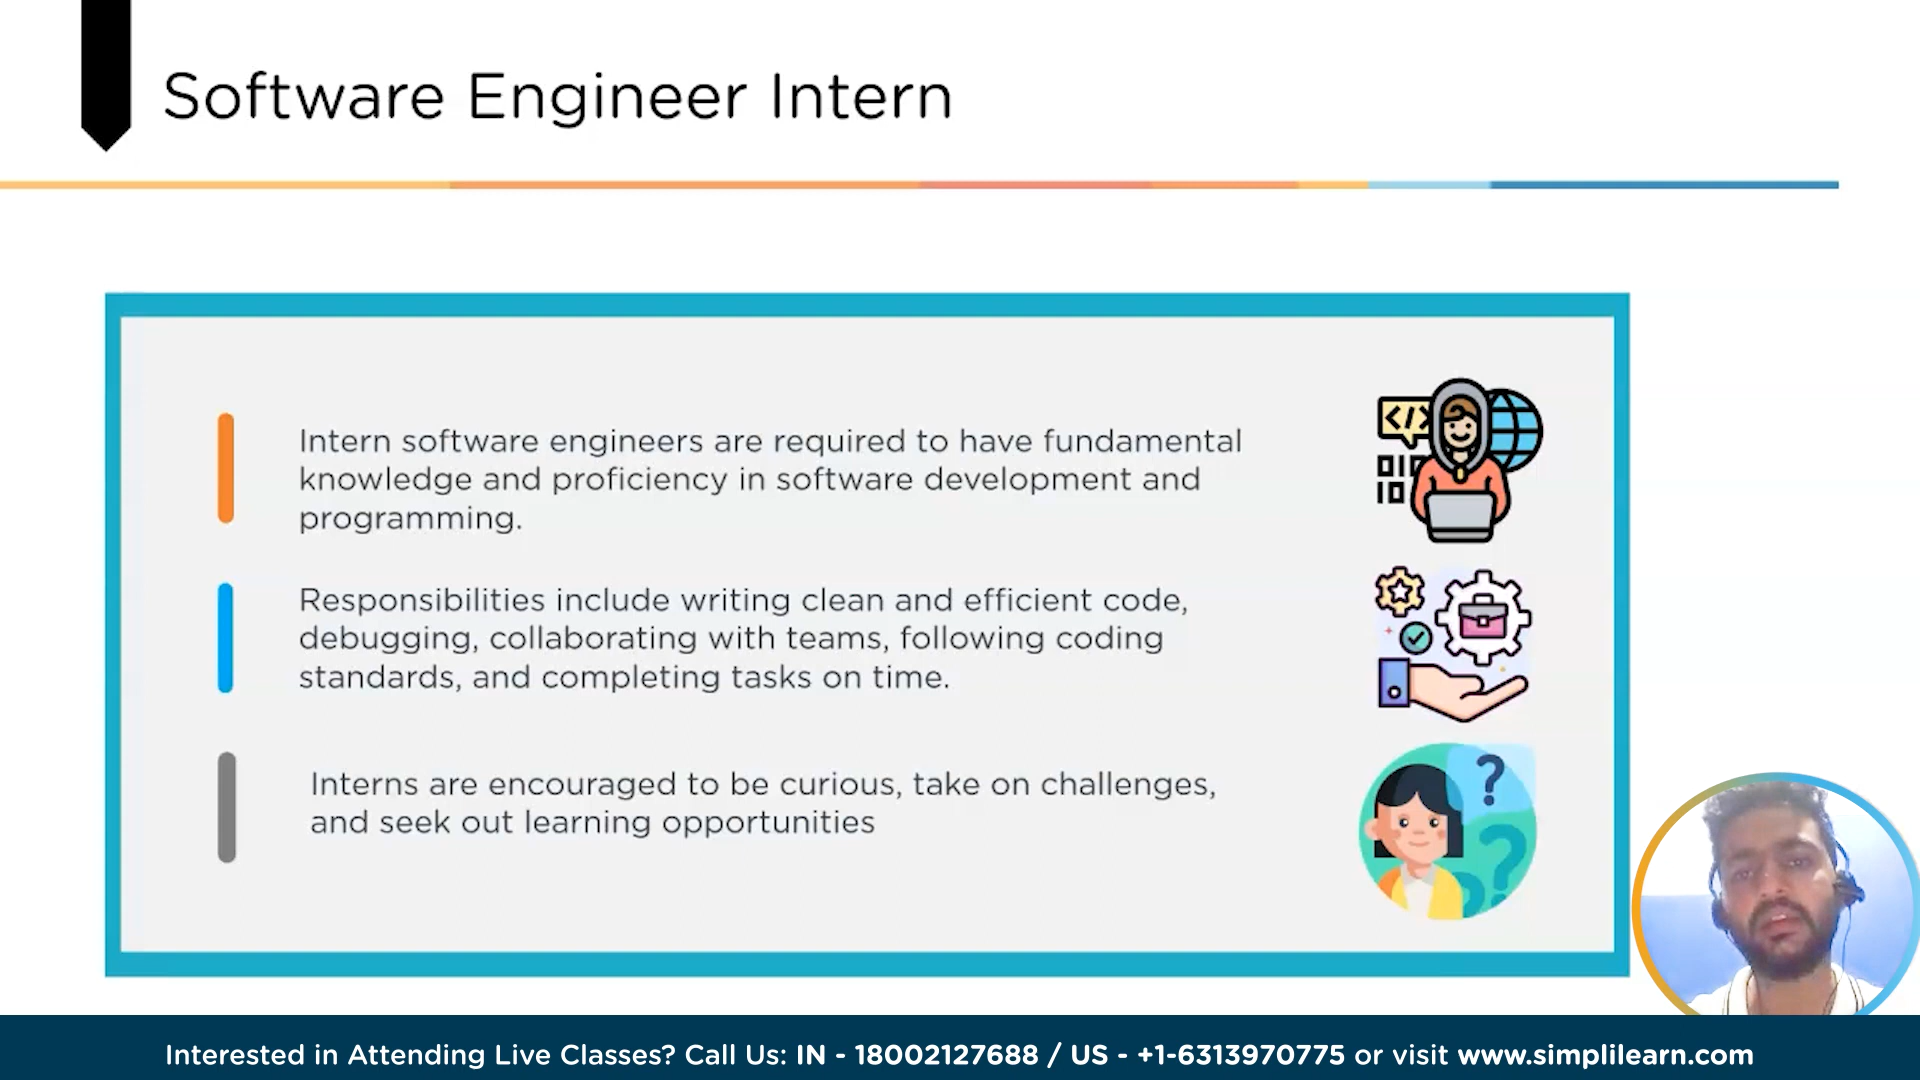 Software Engineer Intern
Intern software engineers are required to have fundamental
knowledge and proficiency in software development and
programming.
</>
010
10
Responsibilities include writing clean and efficient code,
debugging, collaborating with teams, following coding
standards, and completing tasks on time.
Interns are encouraged to be curious, take on challenges,
and seek out learning opportunities
?
?
?
Interested in Attending Live Classes? Call Us: IN - 18002127688 / US - +1-6313970775 or visit www.simplilearn.com